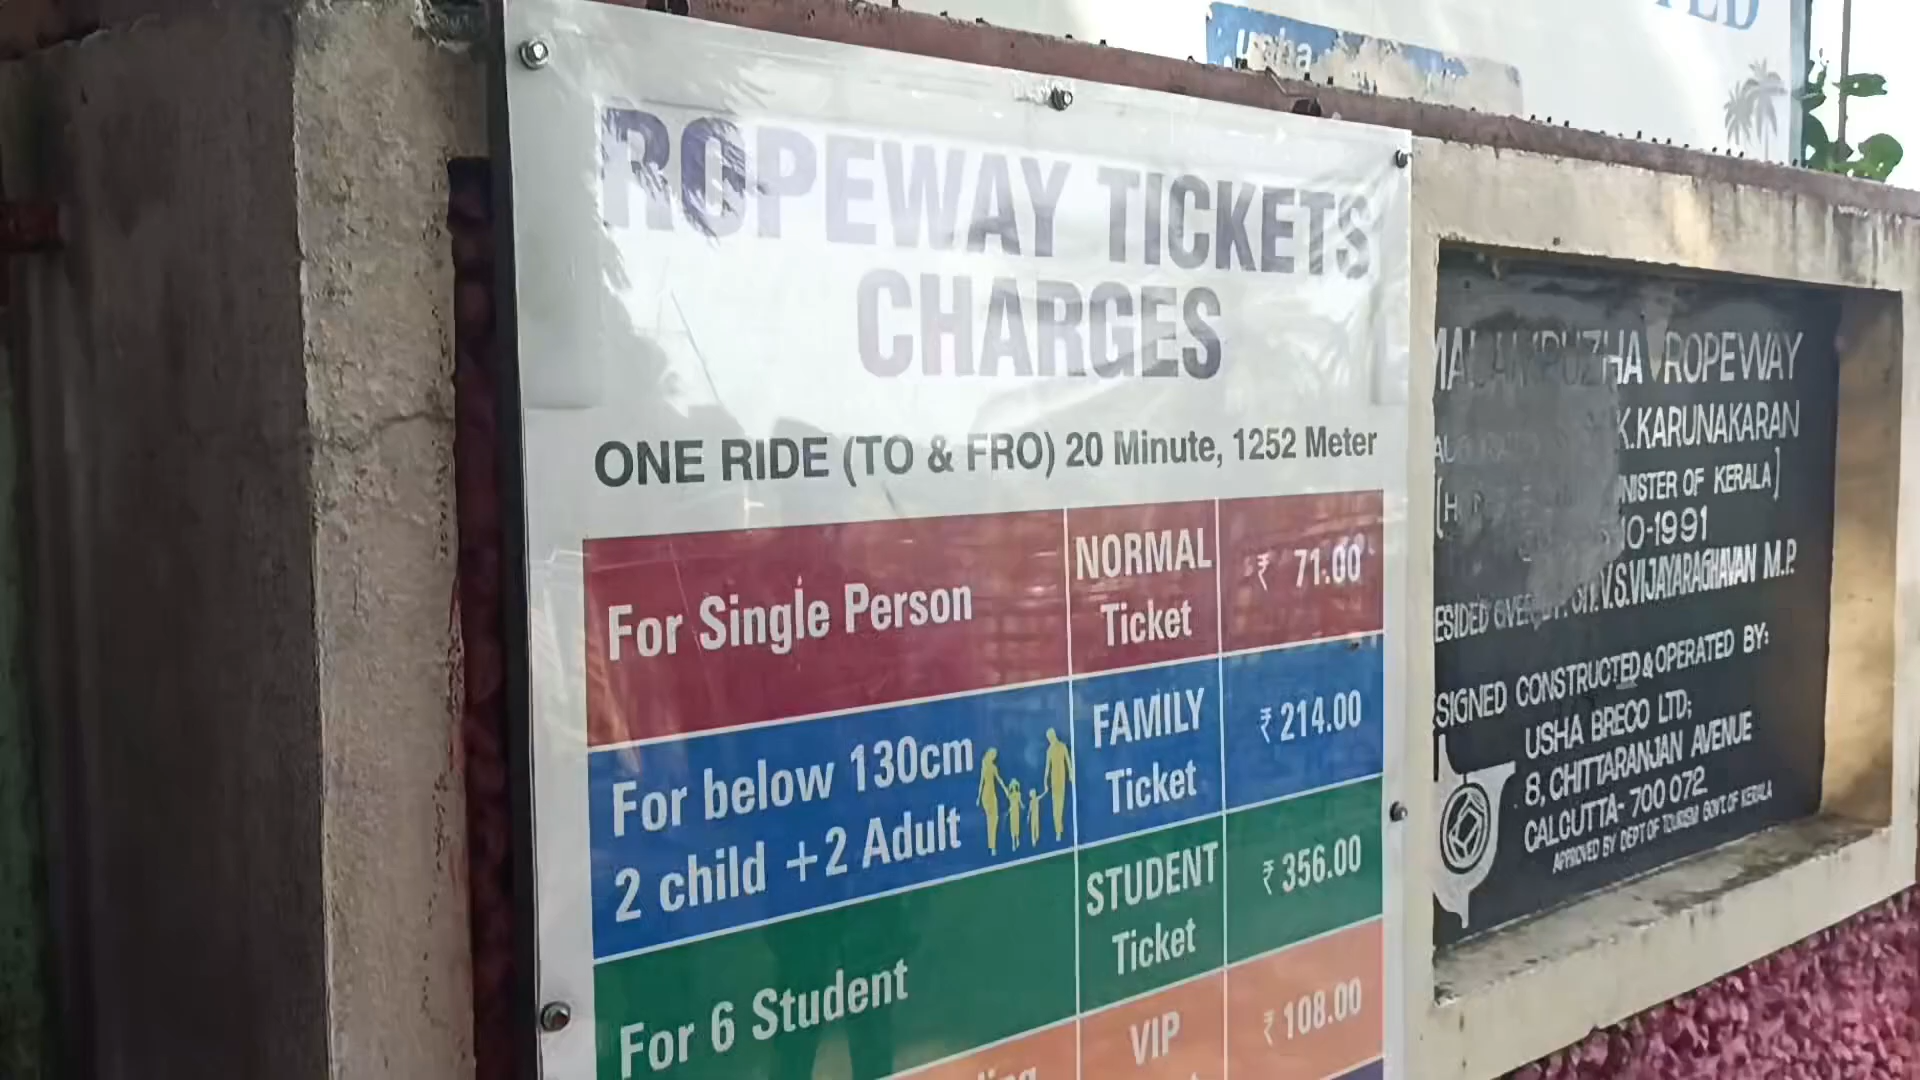 ROPEWAY TICKETS
CHARGES
ONE RIDE (TO & FRO) 20 Minute, 1252 Meter
For Single Person
NORMAL
Ticket
₹ 71.00
For below 130cm
2 child +2 Adult
FAMILY
Ticket
₹ 214.00
For 6 Student
STUDENT
Ticket
₹ 356.00
VIP
₹ 108.00
usha
ROPEWAY
K.KARUNAKARAN
NISTER OF KERALA]
10-1991
V.S.VIJAYARAGHAVAN M.P.
SIGNED CONSTRUCTED & OPERATED BY:
USHA BRECO LTD;
8, CHITTARANJAN AVENUE
CALCUTTA- 700 072
APPROVED BY DEPT OF TOURISM GOVT. OF KERALA